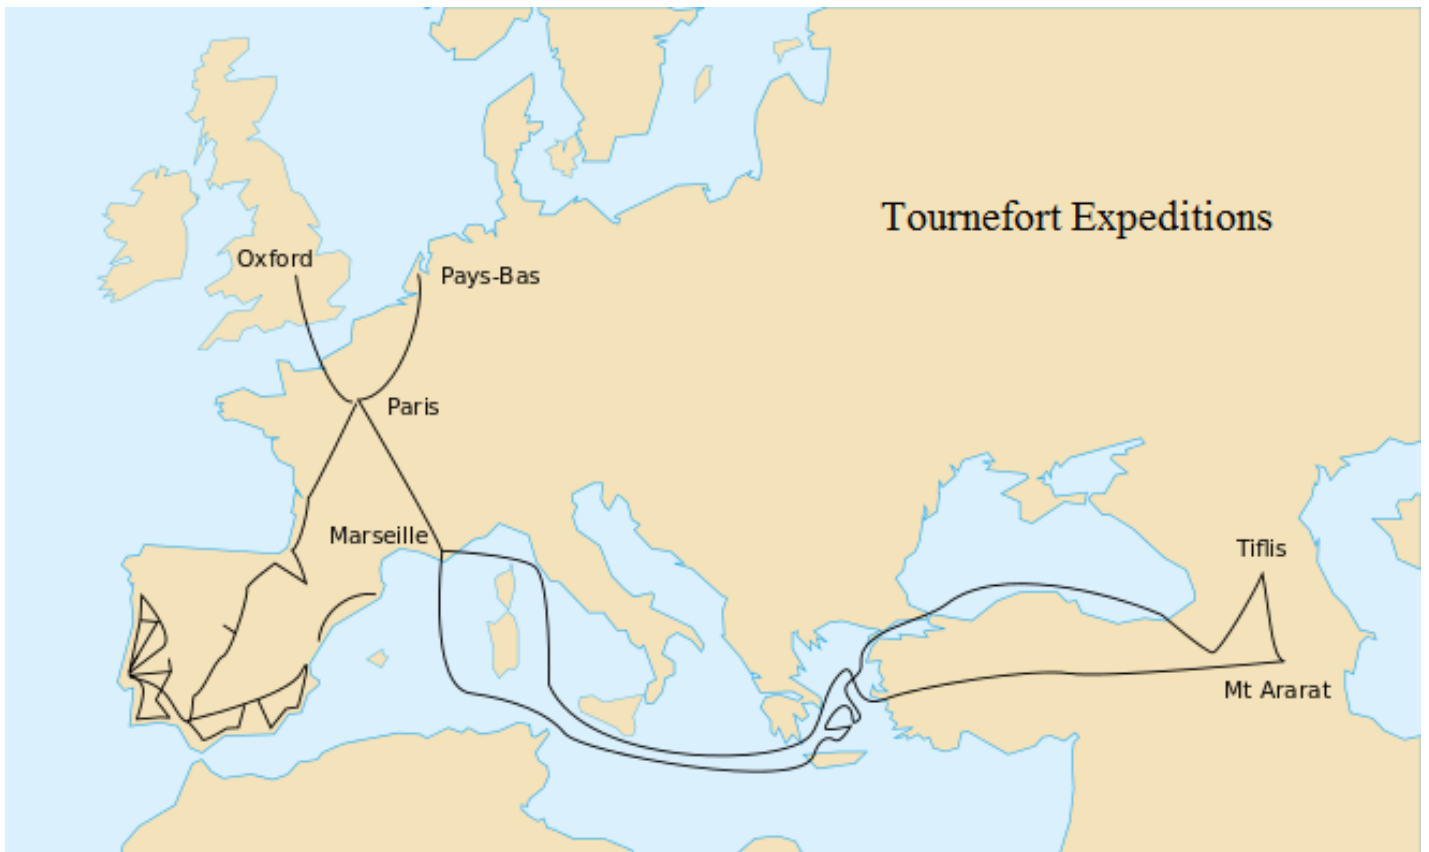 Tournefort Expeditions
Oxford
Pays-Bas
Paris
Marseille
Tiflis
Mt Ararat